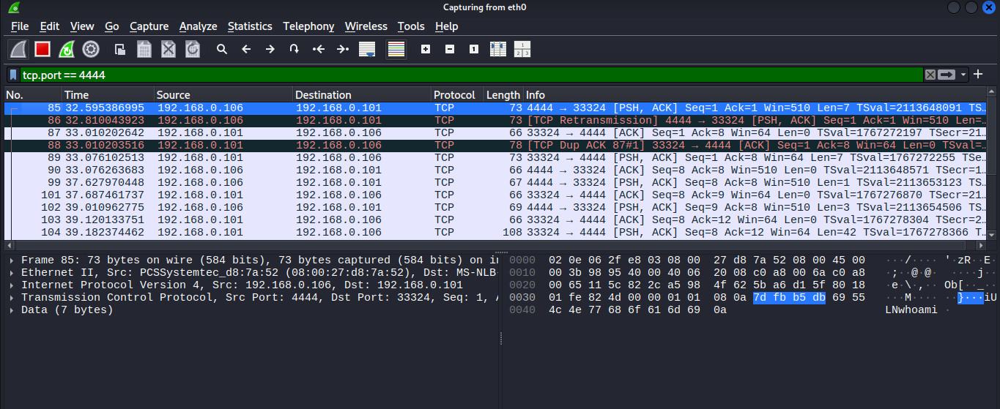 Capturing from eth0
File Edit View Go Capture Analyze Statistics Telephony Wireless Tools Help
tcp.port == 4444
No. Time Source Destination Protocol Length Info
85 32.595386995 192.168.0.106 192.168.0.101 TCP 73 4444 → 33324 [PSH, ACK] Seq=1 Ack=1 Win=510 Len=7 TSval=2113648091 TS…
86 32.810043923 192.168.0.106 192.168.0.101 TCP 73 [TCP Retransmission] 4444 → 33324 [PSH, ACK] Seq=1 Ack=1 Win=510 Len=…
87 33.010202642 192.168.0.101 192.168.0.106 TCP 66 33324 → 4444 [ACK] Seq=1 Ack=8 Win=64 Len=0 TSval=1767272197 TSecr=21…
88 33.010203516 192.168.0.101 192.168.0.106 TCP 78 [TCP Dup ACK 87#1] 33324 → 4444 [ACK] Seq=1 Ack=8 Win=64 Len=0 TSval=…
89 33.076102513 192.168.0.101 192.168.0.106 TCP 73 33324 → 4444 [PSH, ACK] Seq=1 Ack=8 Win=64 Len=7 TSval=1767272255 TSe…
90 33.076263683 192.168.0.106 192.168.0.101 TCP 66 4444 → 33324 [ACK] Seq=8 Ack=8 Win=510 Len=0 TSval=2113648571 TSecr=1…
99 37.627970448 192.168.0.106 192.168.0.101 TCP 67 4444 → 33324 [PSH, ACK] Seq=8 Ack=8 Win=510 Len=1 TSval=2113653123 TS…
101 37.687461737 192.168.0.101 192.168.0.106 TCP 66 33324 → 4444 [ACK] Seq=8 Ack=9 Win=64 Len=0 TSval=1767276870 TSecr=21…
102 39.010962775 192.168.0.106 192.168.0.101 TCP 69 4444 → 33324 [PSH, ACK] Seq=9 Ack=8 Win=510 Len=3 TSval=2113654506 TS…
103 39.120133751 192.168.0.101 192.168.0.106 TCP 66 33324 → 4444 [ACK] Seq=8 Ack=12 Win=64 Len=0 TSval=1767278304 TSecr=2…
104 39.182374462 192.168.0.101 192.168.0.106 TCP 108 33324 → 4444 [PSH, ACK] Seq=8 Ack=12 Win=64 Len=42 TSval=1767278366 T…
Frame 85: 73 bytes on wire (584 bits), 73 bytes captured (584 bits) on in
Ethernet II, Src: PCSSystemtec_d8:7a:52 (08:00:27:d8:7a:52), Dst: MS-NLB
Internet Protocol Version 4, Src: 192.168.0.106, Dst: 192.168.0.101
Transmission Control Protocol, Src Port: 4444, Dst Port: 33324, Seq: 1, A
Data (7 bytes)
0000 02 0e 06 2f e8 03 08 00 27 d8 7a 52 08 00 45 00 ···/···· '·zR··E·
0010 00 3b 98 95 40 00 40 06 20 08 c0 a8 00 6a c0 a8 ·;··@·@· ····j··
0020 00 65 11 5c 82 2c a5 98 4f 62 5b a6 d1 5f 80 18 ·e·\·,·· Ob[··_··
0030 01 fe 82 4d 00 00 01 01 08 0a 7d fb b5 db 69 55 ···M···· ··}···iU
0040 4c 4e 77 68 6f 61 6d 69 0a LNwhoami ·